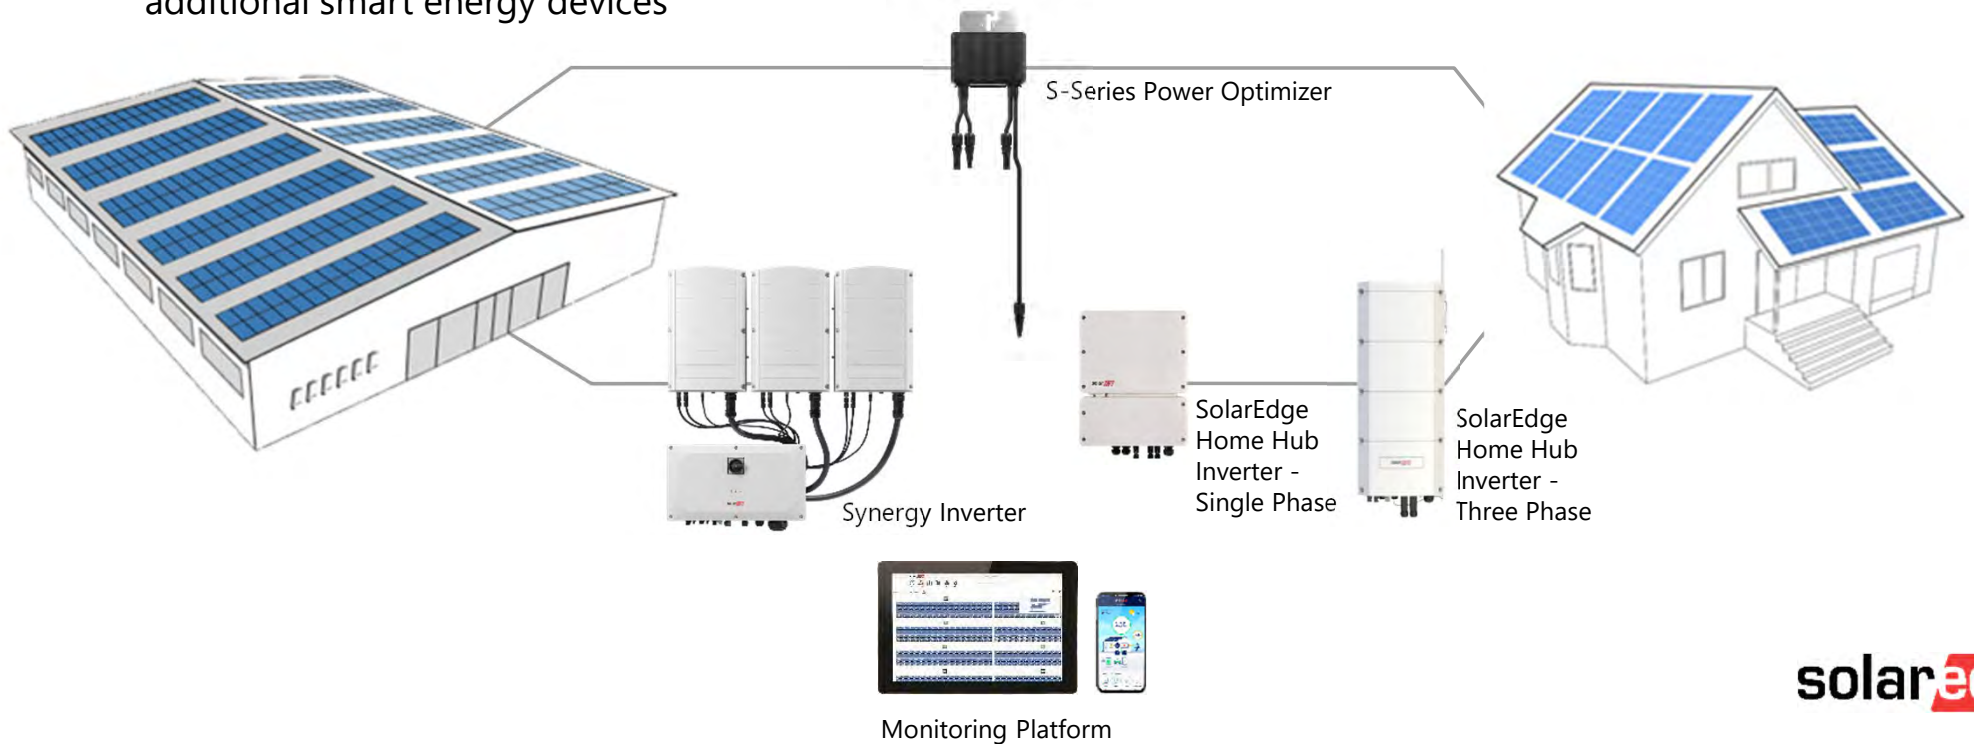 additional smart energy devices
S-Series Power Optimizer
SolarEdge
Home Hub
Inverter -
Single Phase
SolarEdge
Home Hub
Inverter -
Three Phase
Synergy Inverter
Monitoring Platform
solar